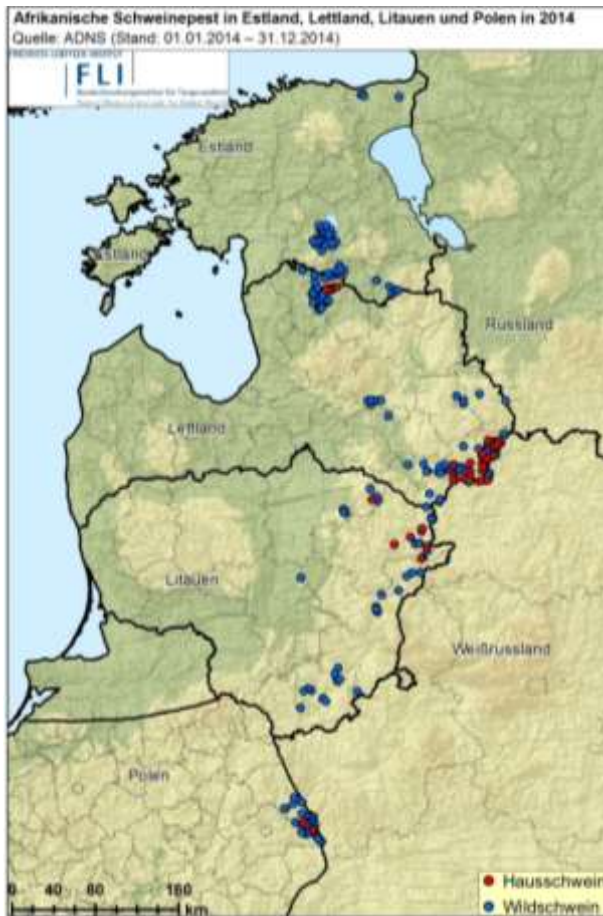 Afrikanische Schweinepest in Estland, Lettland, Litauen und Polen in 2014
Quelle: ADNS (Stand: 01.01.2014 – 31.12.2014)
FLI
Estland
Estland
Russland
Lettland
Litauen
Weißrussland
Polen
Hausschwein
Wildschwein
0 40 80 160
km